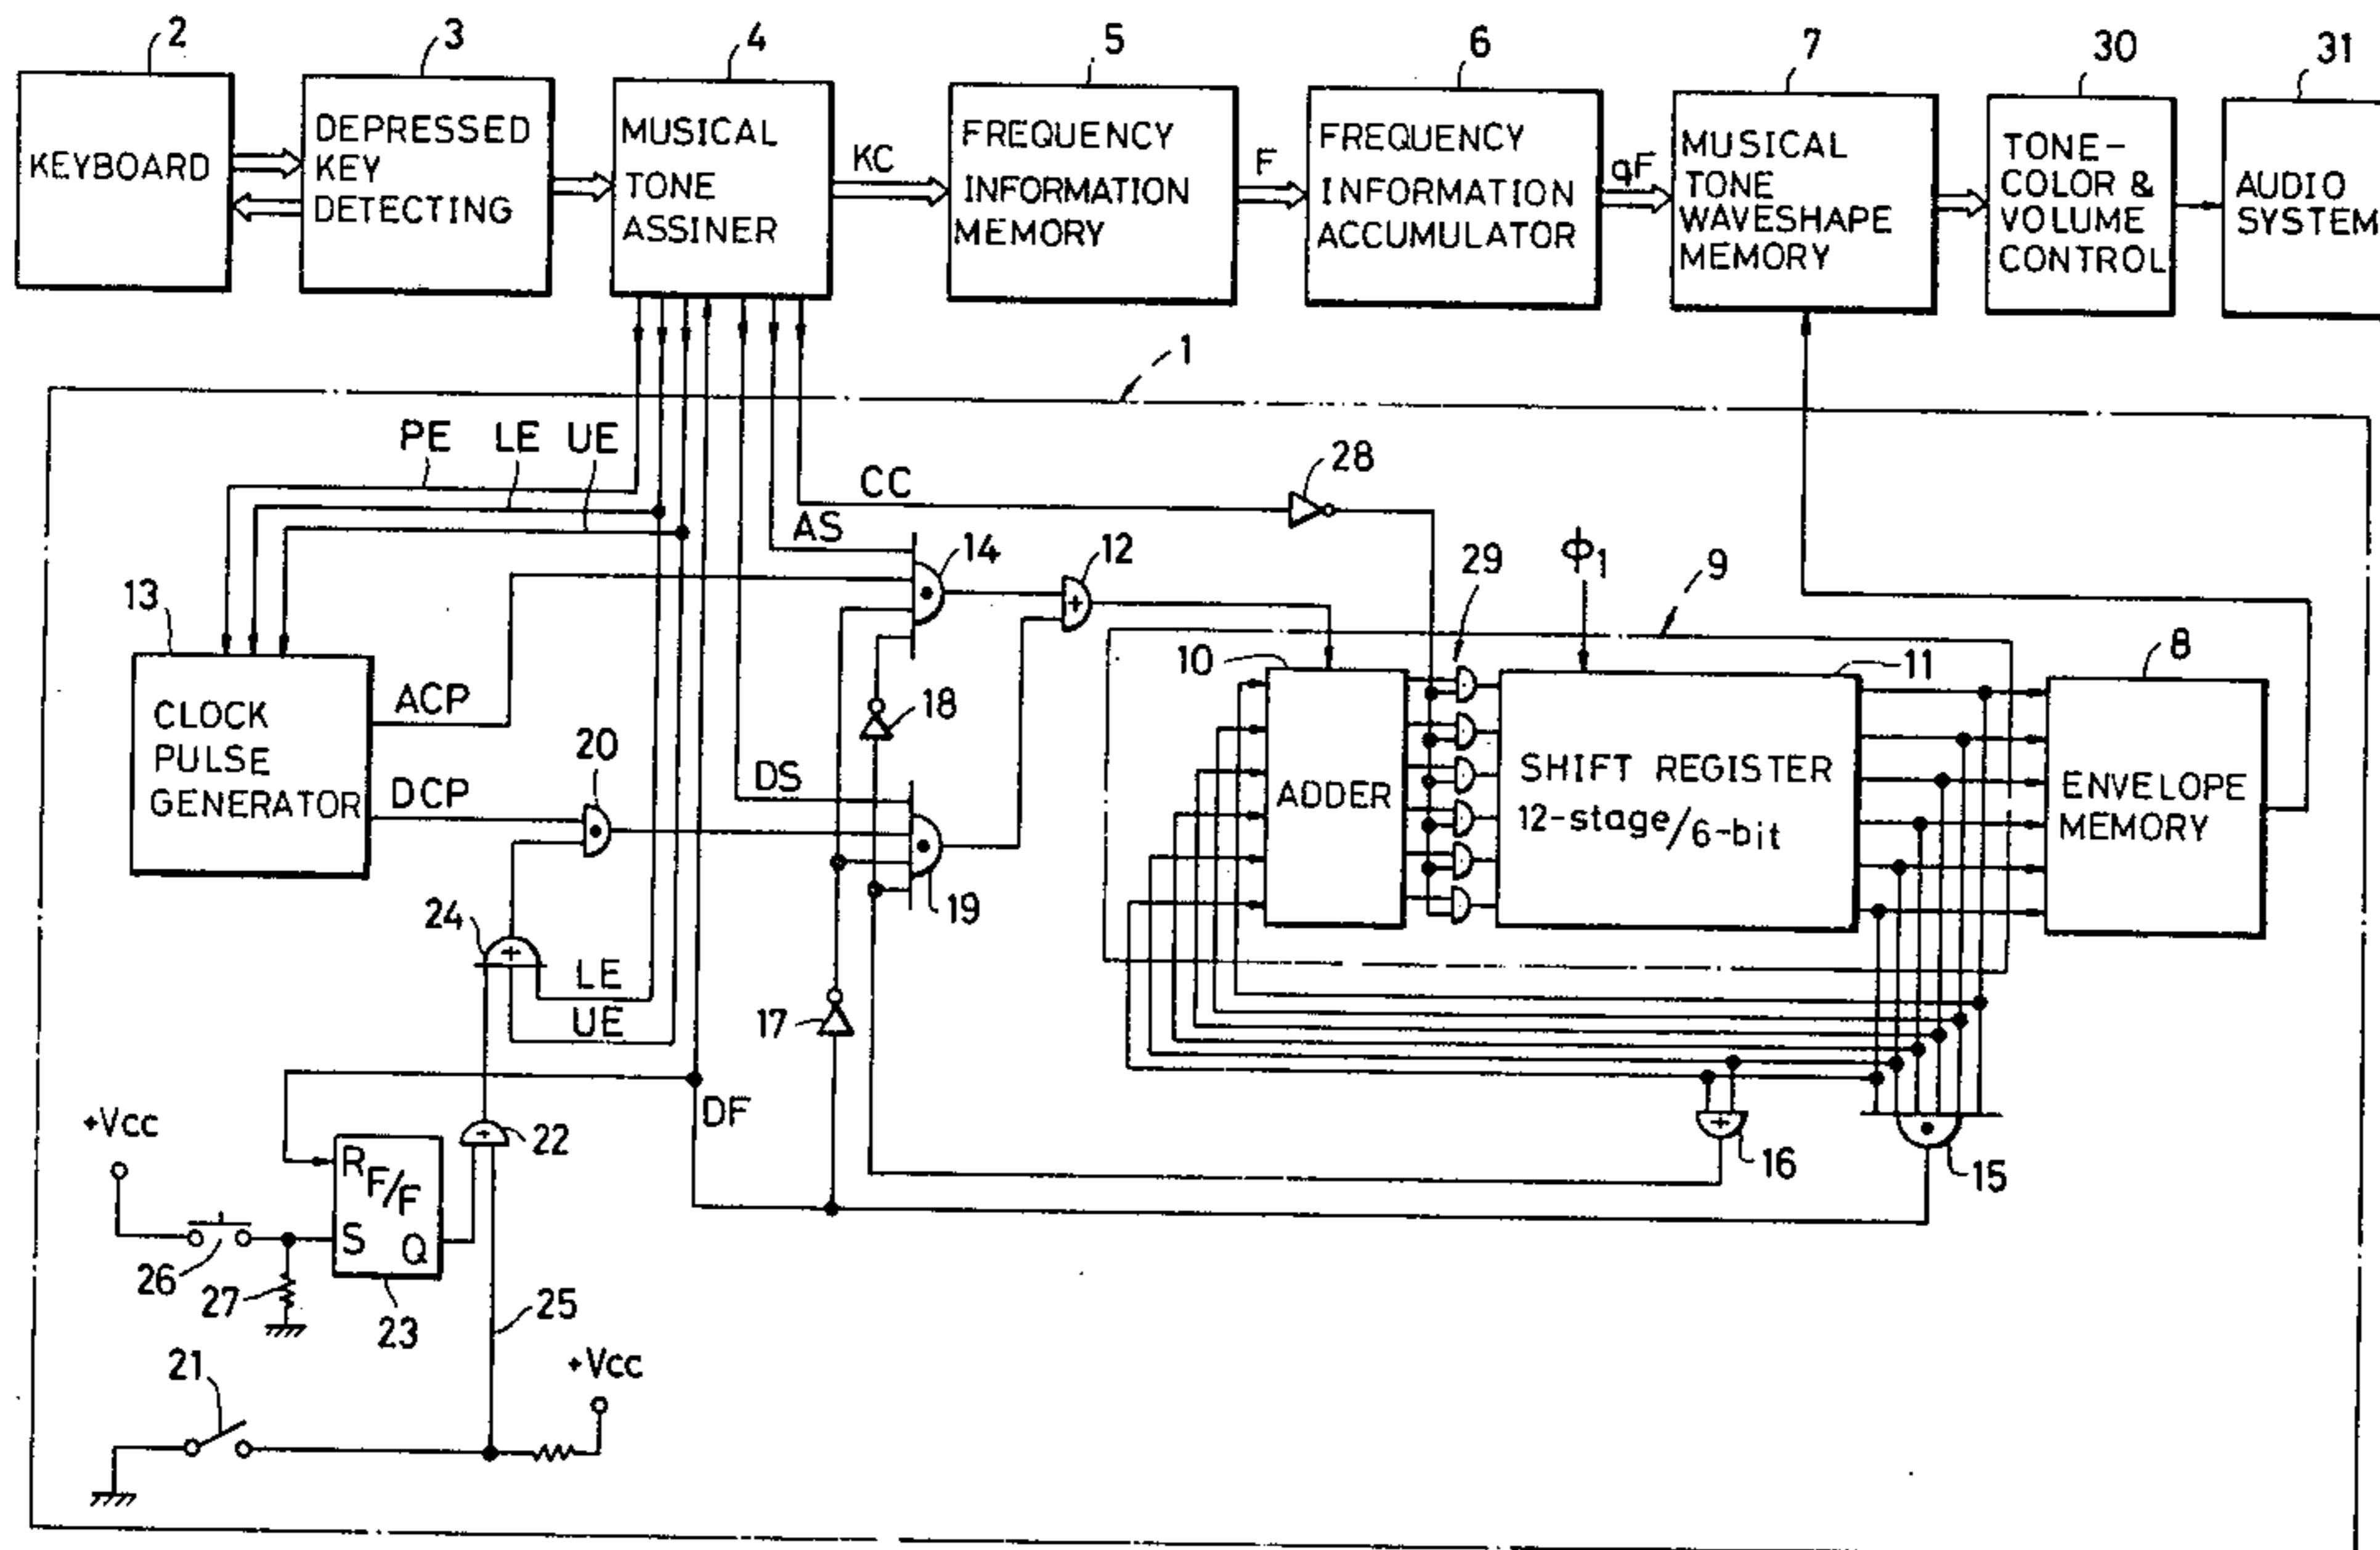 2
3
4
5
6
7
30
31
KEYBOARD
DEPRESSED
KEY
DETECTING
MUSICAL
TONE
ASSINER
KC
FREQUENCY
INFORMATION
MEMORY
F
FREQUENCY
INFORMATION
ACCUMULATOR
qF
MUSICAL
TONE
WAVESHAPE
MEMORY
TONE-
COLOR &
VOLUME
CONTROL
AUDIO
SYSTEM
1
PE LE UE
CC
28
AS
14
12
29
ϕ1
9
13
10
11
8
CLOCK
PULSE
GENERATOR
ACP
DCP
20
18
DS
19
ADDER
SHIFT REGISTER
12-stage/6-bit
ENVELOPE
MEMORY
24
LE
UE
17
DF
+Vcc
22
16
15
R
F/F
S
Q
26
27
23
25
21
+Vcc